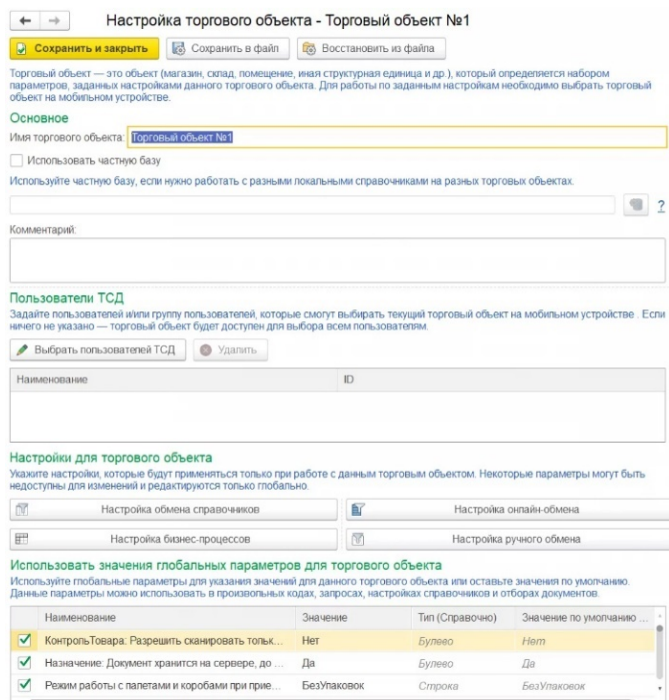 Настройка торгового объекта - Торговый объект №1
Сохранить и закрыть
Сохранить в файл
Восстановить из файла
Торговый объект — это объект (магазин, склад, помещение, иная структурная единица и др.), который определяется набором
параметров, заданных настройками данного торгового объекта. Для работы по заданным настройкам необходимо выбрать торговый
объект на мобильном устройстве.
Основное
Имя торгового объекта: Торговый объект №1
Использовать частную базу
Используйте частную базу, если нужно работать с разными локальными справочниками на разных торговых объектах.
?
Комментарий:
Пользователи ТСД
Задайте пользователей и/или группу пользователей, которые смогут выбирать текущий торговый объект на мобильном устройстве . Если
ничего не указано — торговый объект будет доступен для выбора всем пользователям.
Выбрать пользователей ТСД
Удалить
Наименование ID
Настройки для торгового объекта
Укажите настройки, которые будут применяться только при работе с данным торговым объектом. Некоторые параметры могут быть
недоступны для изменений и редактируются только глобально.
Настройка обмена справочников
Настройка онлайн-обмена
Настройка бизнес-процессов
Настройка ручного обмена
Использовать значения глобальных параметров для торгового объекта
Используйте глобальные параметры для указания значений для данного торгового объекта или оставьте значения по умолчанию.
Данные параметры можно использовать в произвольных кодах, запросах, настройках справочников и отборах документов.
Наименование Значение Тип (Справочно) Значение по умолчанию ...
КонтрольТовара: Разрешить сканировать тольк... Нет Булево Нет
Назначение: Документ хранится на сервере, до ... Да Булево Да
Режим работы с палетами и коробами при прие... БезУпаковок Строка БезУпаковок